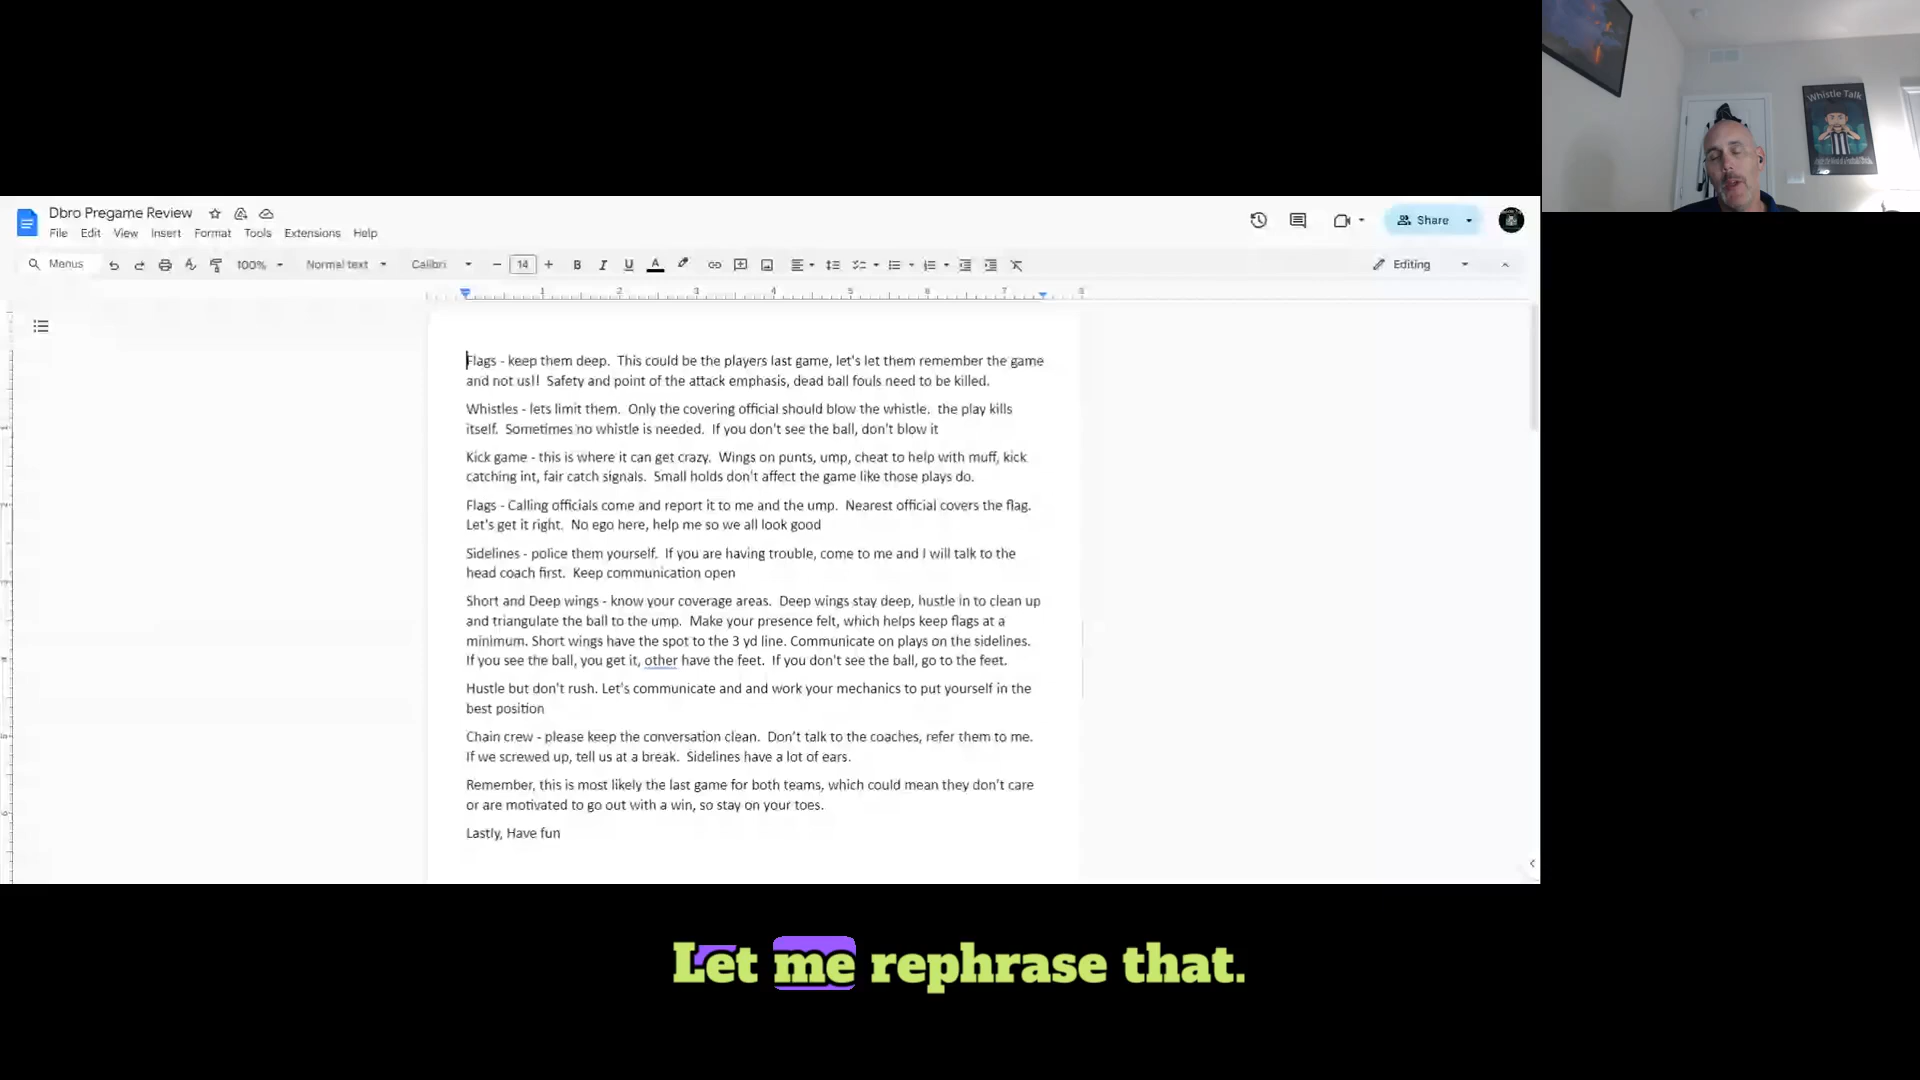 Whistle Talk
Dbro Pregame Review
File Edit View Insert Format Tools Extensions Help
Share
Menus 100% Normal text Calibri 14 B I U A Editing
1 2 3 4 5 6 7 8
Flags - keep them deep. This could be the players last game, let's let them remember the game
and not us!! Safety and point of the attack emphasis, dead ball fouls need to be killed.
Whistles - lets limit them. Only the covering official should blow the whistle. the play kills
itself. Sometimes no whistle is needed. If you don't see the ball, don't blow it
Kick game - this is where it can get crazy. Wings on punts, ump, cheat to help with muff, kick
catching int, fair catch signals. Small holds don't affect the game like those plays do.
Flags - Calling officials come and report it to me and the ump. Nearest official covers the flag.
Let's get it right. No ego here, help me so we all look good
Sidelines - police them yourself. If you are having trouble, come to me and I will talk to the
head coach first. Keep communication open
Short and Deep wings - know your coverage areas. Deep wings stay deep, hustle in to clean up
and triangulate the ball to the ump. Make your presence felt, which helps keep flags at a
minimum. Short wings have the spot to the 3 yd line. Communicate on plays on the sidelines.
If you see the ball, you get it, other have the feet. If you don't see the ball, go to the feet.
Hustle but don't rush. Let's communicate and and work your mechanics to put yourself in the
best position
Chain crew - please keep the conversation clean. Don't talk to the coaches, refer them to me.
If we screwed up, tell us at a break. Sidelines have a lot of ears.
Remember, this is most likely the last game for both teams, which could mean they don't care
or are motivated to go out with a win, so stay on your toes.
Lastly, Have fun
Let me rephrase that.